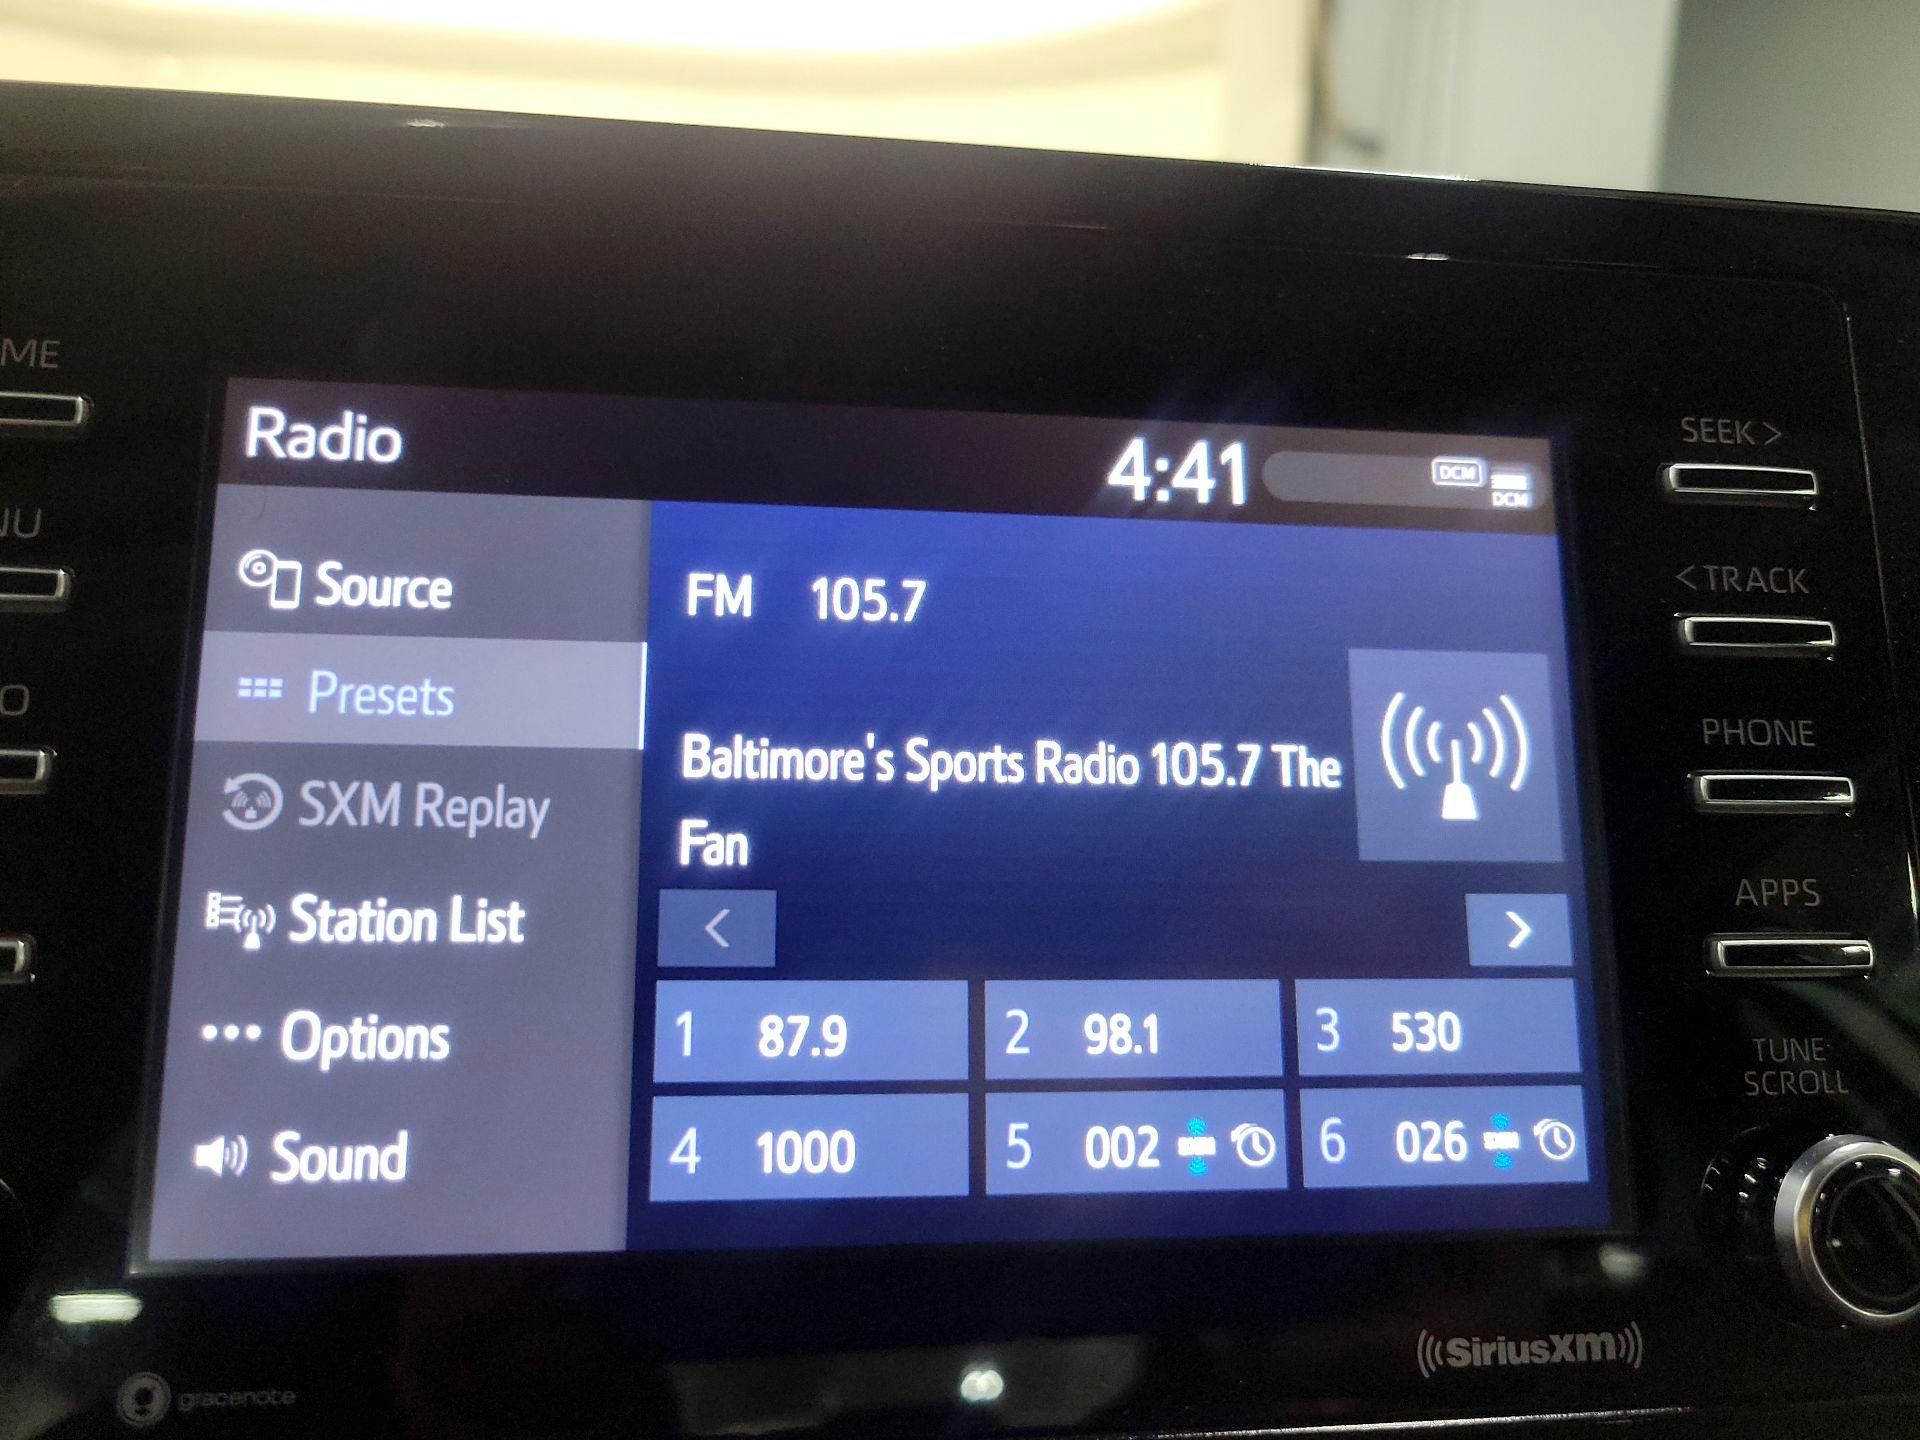 ME
NU
O
Radio
4:41
DCM
DCM
Source
Presets
SXM Replay
Station List
Options
Sound
FM 105.7
Baltimore's Sports Radio 105.7 The
Fan
<
>
1 87.9
2 98.1
3 530
4 1000
5 002
6 026
SEEK >
< TRACK
PHONE
APPS
TUNE·
SCROLL
gracenote
((SiriusXM))